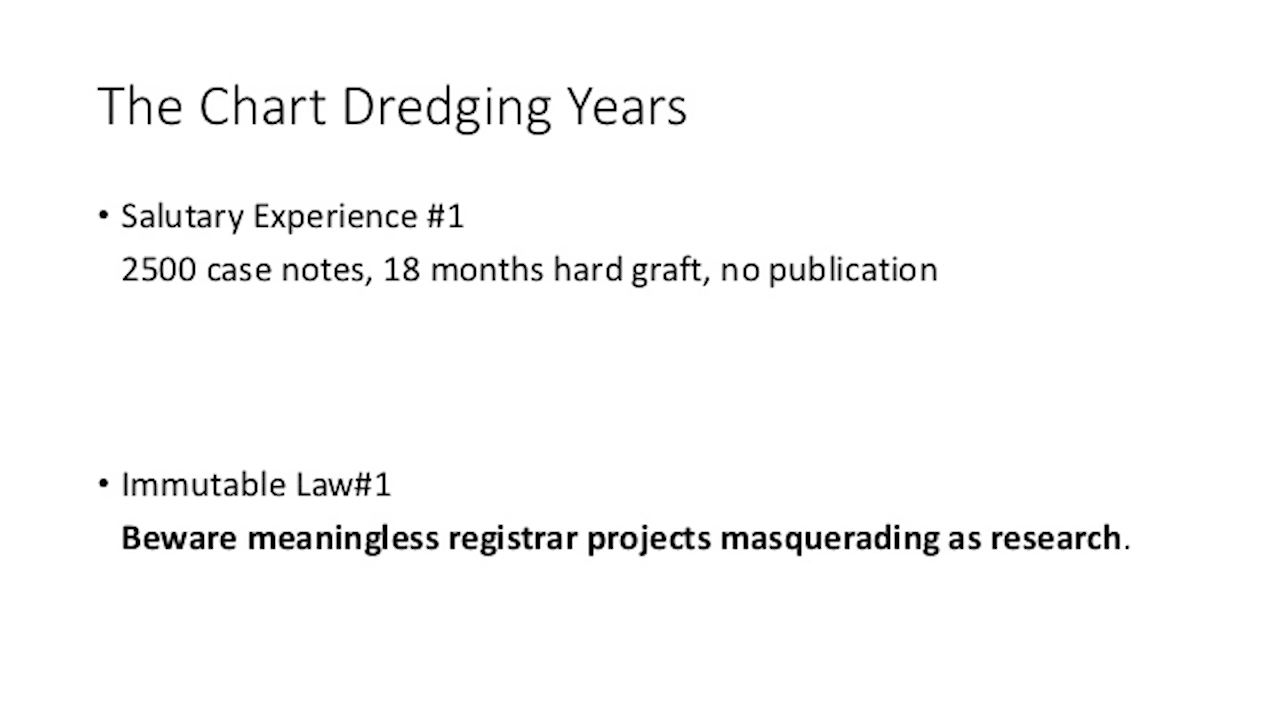 The Chart Dredging Years
• Salutary Experience #1
2500 case notes, 18 months hard graft, no publication
• Immutable Law#1
Beware meaningless registrar projects masquerading as research.